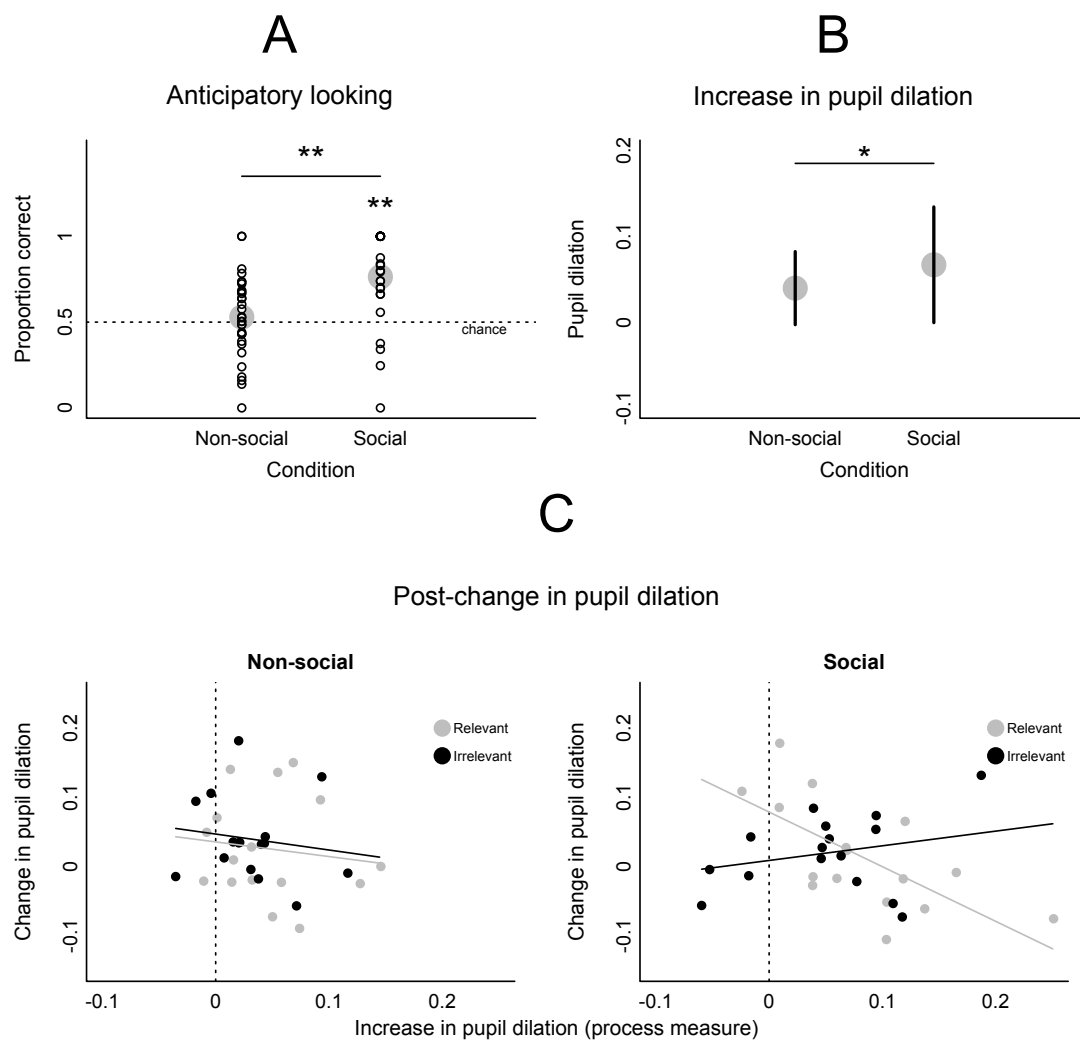 A
Anticipatory looking
**
**
Proportion correct
1
0.5
0
chance
Non-social
Social
Condition
B
Increase in pupil dilation
*
Pupil dilation
0.2
0.1
0
-0.1
Non-social
Social
Condition
C
Post-change in pupil dilation
Non-social
Change in pupil dilation
0.2
0.1
0
-0.1
Relevant
Irrelevant
-0.1
0
0.1
0.2
Social
Change in pupil dilation
0.2
0.1
0
-0.1
Relevant
Irrelevant
-0.1
0
0.1
0.2
Increase in pupil dilation (process measure)